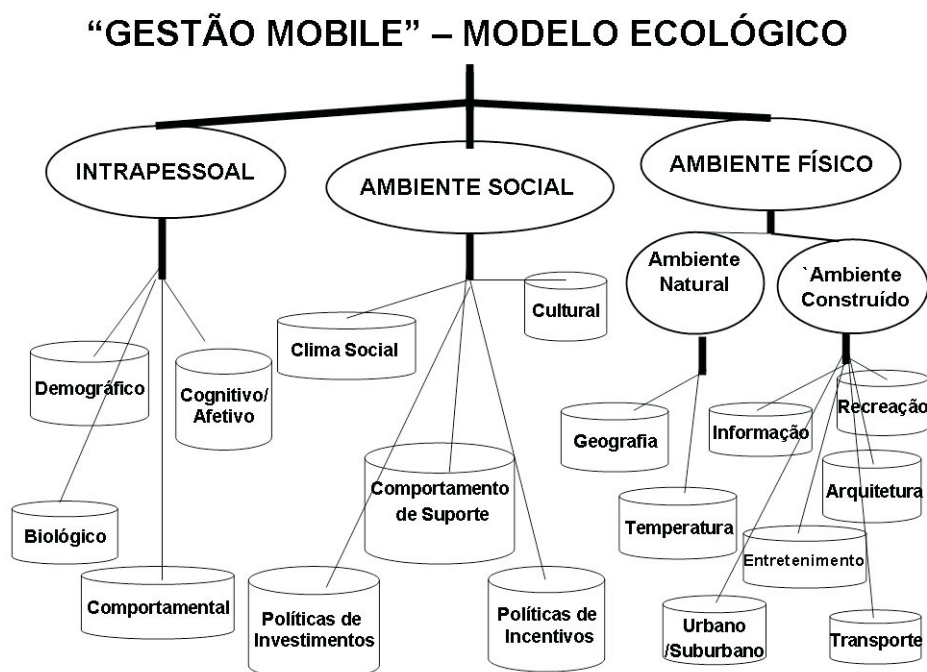 “GESTÃO MOBILE” – MODELO ECOLÓGICO
INTRAPESSOAL
AMBIENTE SOCIAL
AMBIENTE FÍSICO
Ambiente
Natural
`Ambiente
Construído
Cultural
Clima Social
Demográfico
Cognitivo/
Afetivo
Geografia
Informação
Recreação
Comportamento
de Suporte
Arquitetura
Biológico
Temperatura
Entretenimento
Comportamental
Políticas de
Investimentos
Políticas de
Incentivos
Urbano
/Suburbano
Transporte